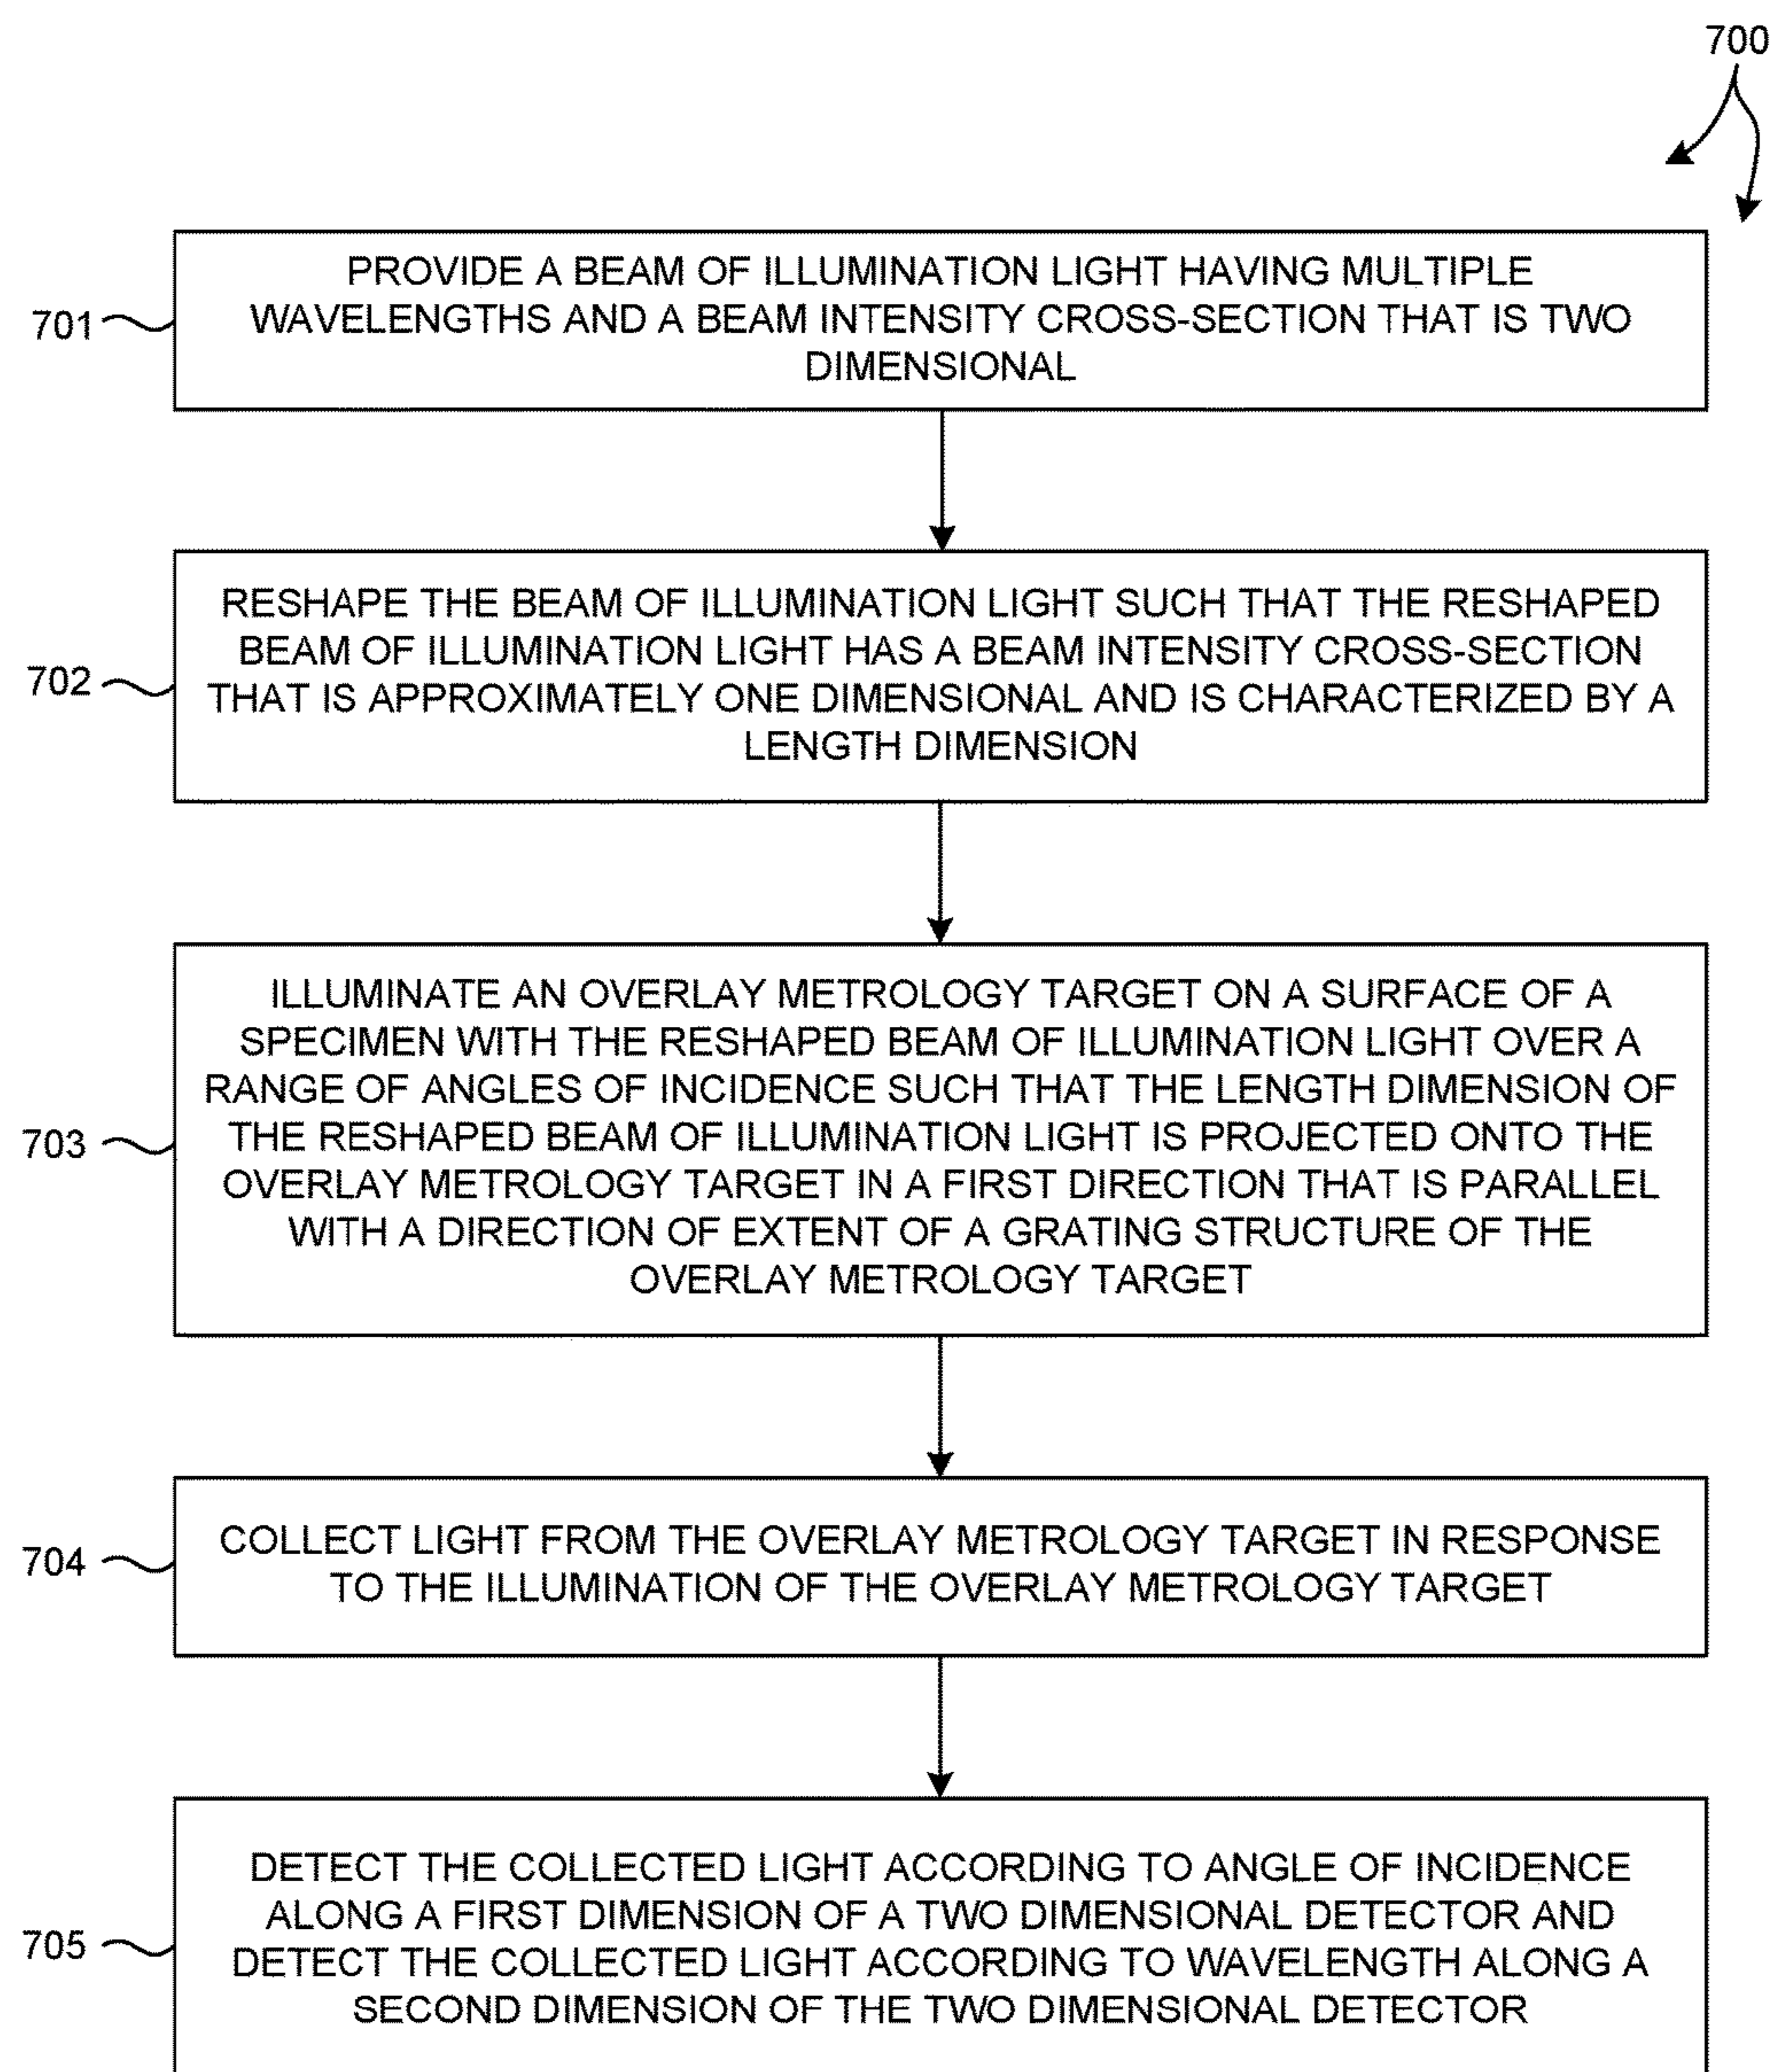 700
701
PROVIDE A BEAM OF ILLUMINATION LIGHT HAVING MULTIPLE
WAVELENGTHS AND A BEAM INTENSITY CROSS-SECTION THAT IS TWO
DIMENSIONAL
702
RESHAPE THE BEAM OF ILLUMINATION LIGHT SUCH THAT THE RESHAPED
BEAM OF ILLUMINATION LIGHT HAS A BEAM INTENSITY CROSS-SECTION
THAT IS APPROXIMATELY ONE DIMENSIONAL AND IS CHARACTERIZED BY A
LENGTH DIMENSION
703
ILLUMINATE AN OVERLAY METROLOGY TARGET ON A SURFACE OF A
SPECIMEN WITH THE RESHAPED BEAM OF ILLUMINATION LIGHT OVER A
RANGE OF ANGLES OF INCIDENCE SUCH THAT THE LENGTH DIMENSION OF
THE RESHAPED BEAM OF ILLUMINATION LIGHT IS PROJECTED ONTO THE
OVERLAY METROLOGY TARGET IN A FIRST DIRECTION THAT IS PARALLEL
WITH A DIRECTION OF EXTENT OF A GRATING STRUCTURE OF THE
OVERLAY METROLOGY TARGET
704
COLLECT LIGHT FROM THE OVERLAY METROLOGY TARGET IN RESPONSE
TO THE ILLUMINATION OF THE OVERLAY METROLOGY TARGET
705
DETECT THE COLLECTED LIGHT ACCORDING TO ANGLE OF INCIDENCE
ALONG A FIRST DIMENSION OF A TWO DIMENSIONAL DETECTOR AND
DETECT THE COLLECTED LIGHT ACCORDING TO WAVELENGTH ALONG A
SECOND DIMENSION OF THE TWO DIMENSIONAL DETECTOR